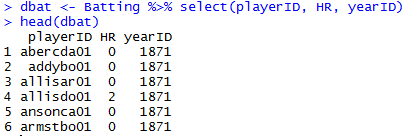 > dbat <- Batting %>% select(playerID, HR, yearID)
> head(dbat)
   playerID HR yearID
1 abercda01  0   1871
2  addybo01  0   1871
3 allisar01  0   1871
4 allisdo01  2   1871
5 ansonca01  0   1871
6 armstbo01  0   1871